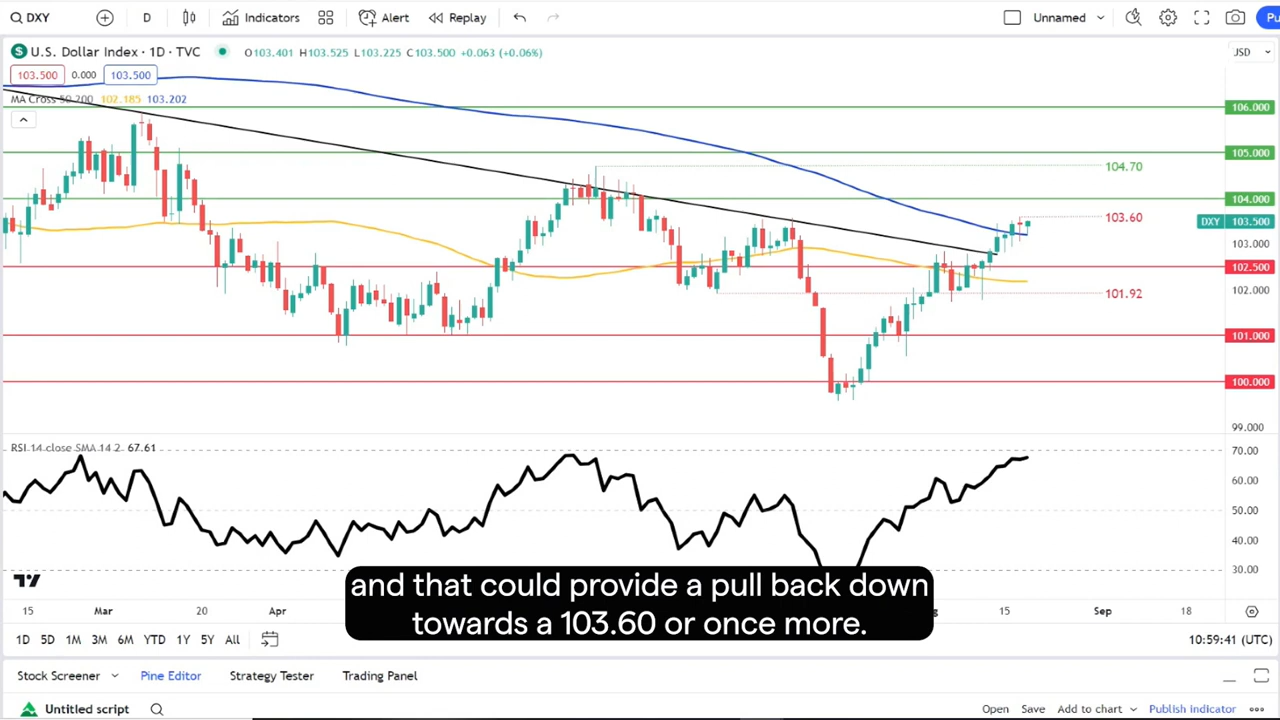 DXY D Indicators Alert Replay Unnamed Pu
U.S. Dollar Index · 1D · TVC O103.401 H103.525 L103.225 C103.500 +0.063 (+0.06%) USD
103.500 0.000 103.500
MA Cross 50 200 102.185 103.202
106.000
105.000
104.70
104.000
103.60
DXY 103.500
103.000
102.500
102.000
101.92
101.000
100.000
99.000
RSI 14 close SMA 14 2 67.61
70.00
60.00
50.00
40.00
30.00
and that could provide a pull back down
towards a 103.60 or once more.
15 Mar 20 Apr 15 Sep 18
1D 5D 1M 3M 6M YTD 1Y 5Y All 10:59:41 (UTC)
Stock Screener Pine Editor Strategy Tester Trading Panel
Untitled script Open Save Add to chart Publish indicator